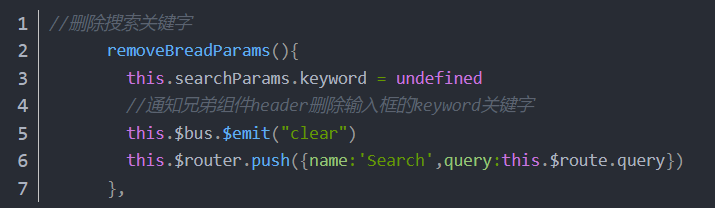 1 //删除搜索关键字
2 removeBreadParams(){
3 this.searchParams.keyword = undefined
4 //通知兄弟组件header删除输入框的keyword关键字
5 this.$bus.$emit("clear")
6 this.$router.push({name:'Search',query:this.$route.query})
7 },